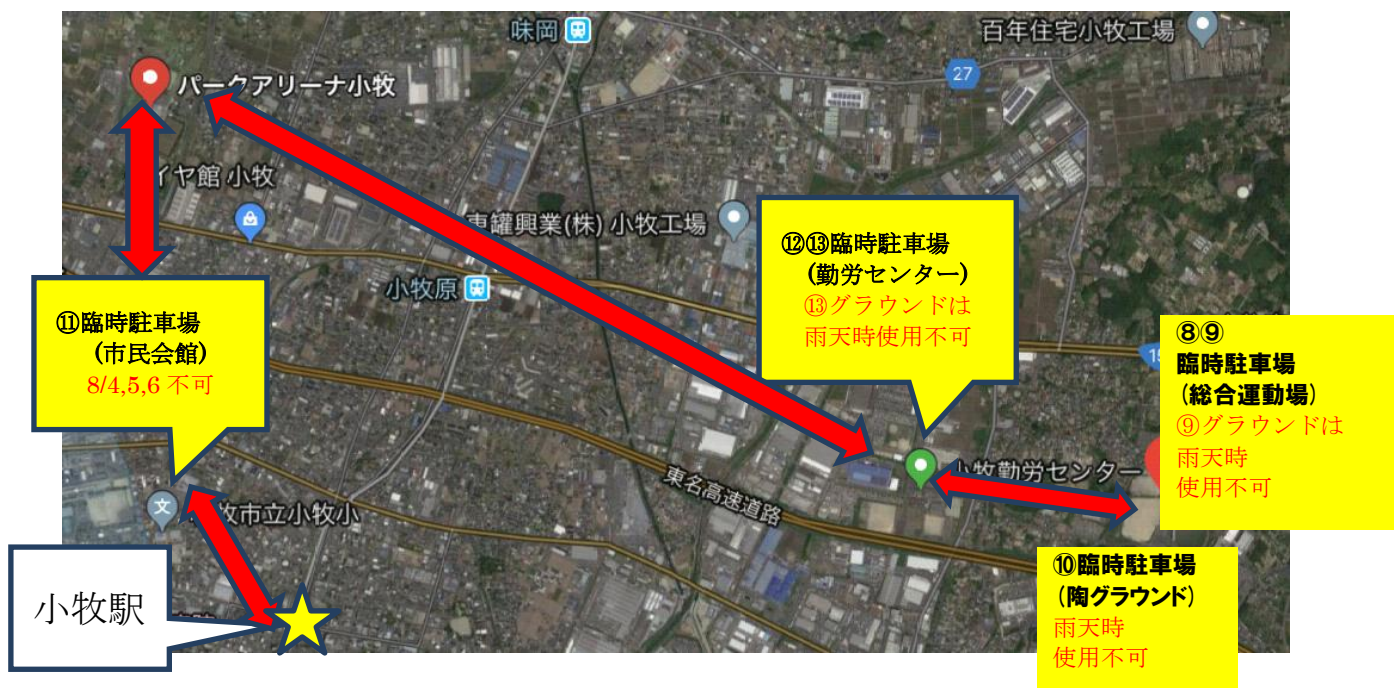 味岡
百年住宅小牧工場
27
パークアリーナ小牧
イヤ館 小牧
東罐興業(株) 小牧工場
小牧原
⑫⑬臨時駐車場
(勤労センター)
⑬グラウンドは
雨天時使用不可
⑪臨時駐車場
(市民会館)
8/4,5,6 不可
15
⑧⑨
臨時駐車場
(総合運動場)
⑨グラウンドは
雨天時
使用不可
小牧勤労センター
東名高速道路
牧市立小牧小
⑩臨時駐車場
(陶グラウンド)
雨天時
使用不可
小牧駅